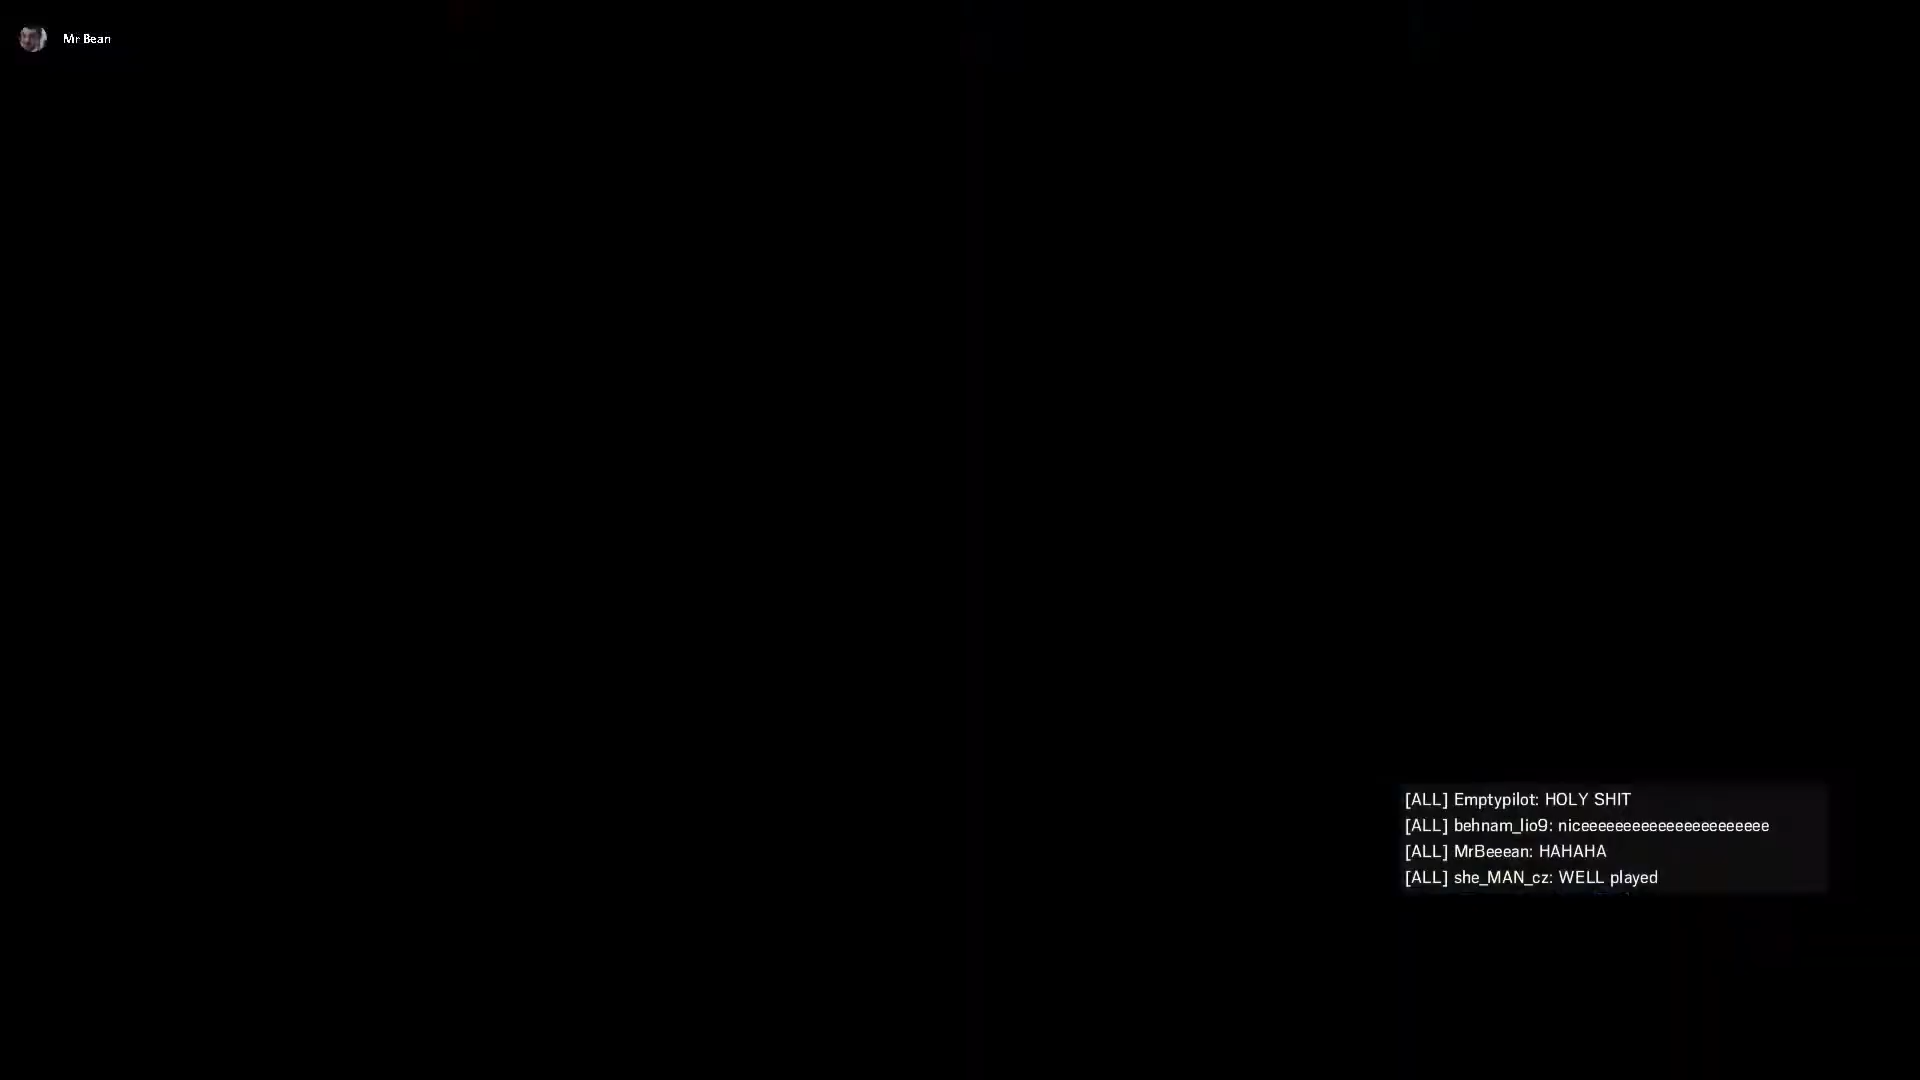 Mr Bean
[ALL] Emptypilot: HOLY SHIT
[ALL] behnam_lio9: niceeeeeeeeeeeeeeeeeeeeee
[ALL] MrBeeean: HAHAHA
[ALL] she_MAN_cz: WELL played